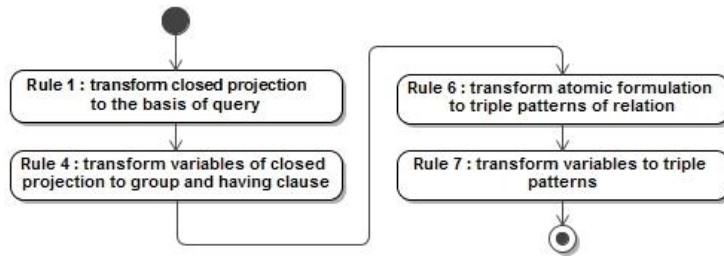 Rule 1 : transform closed projection
to the basis of query
Rule 4 : transform variables of closed
projection to group and having clause
Rule 6 : transform atomic formulation
to triple patterns of relation
Rule 7 : transform variables to triple
patterns